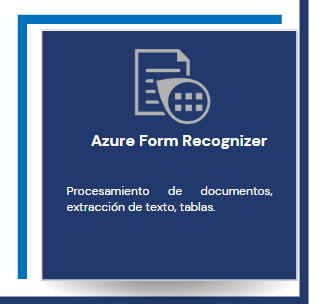 Azure Form Recognizer
Procesamiento de documentos,
extracción de texto, tablas.